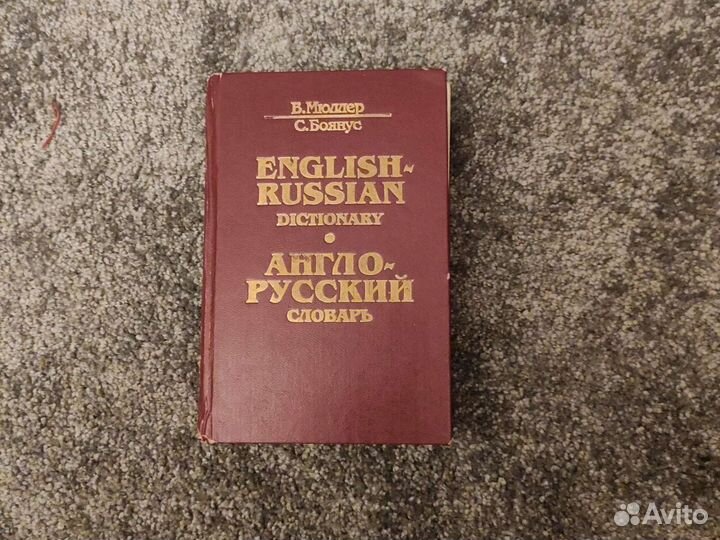 В. Мюллер
С. Боянус
ENGLISH-
RUSSIAN
DICTIONARY
АНГЛО-
РУССКИЙ
СЛОВАРЬ
Avito